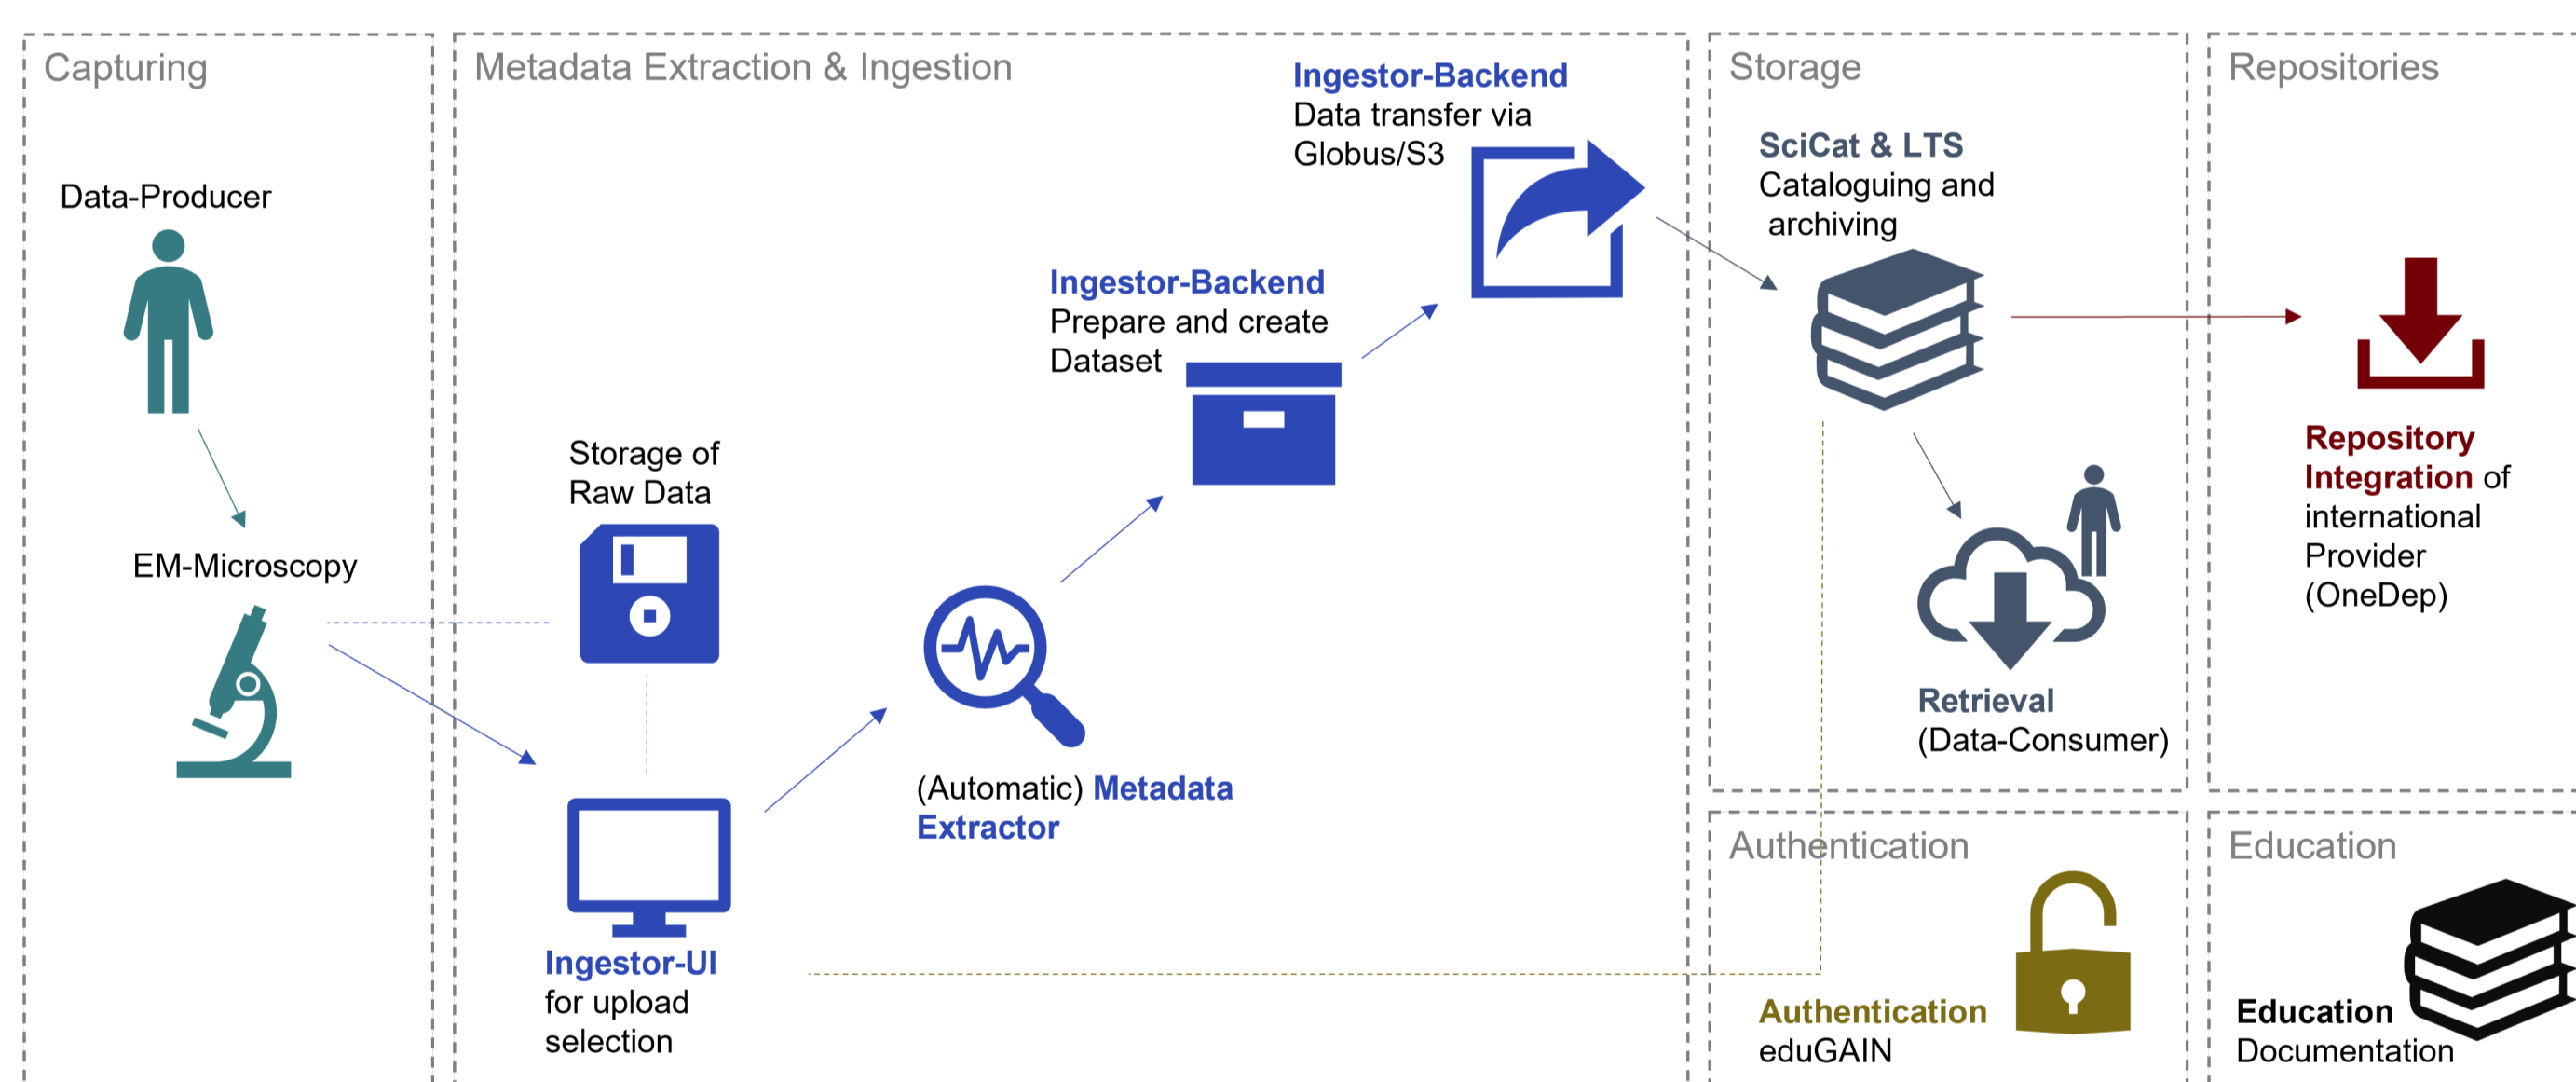 Capturing
Data-Producer
EM-Microscopy
Metadata Extraction & Ingestion
Storage of
Raw Data
Ingestor-UI
for upload
selection
(Automatic) Metadata
Extractor
Ingestor-Backend
Prepare and create
Dataset
Ingestor-Backend
Data transfer via
Globus/S3
Storage
SciCat & LTS
Cataloguing and
archiving
Retrieval
(Data-Consumer)
Repositories
Repository
Integration of
international
Provider
(OneDep)
Authentication
Authentication
eduGAIN
Education
Education
Documentation